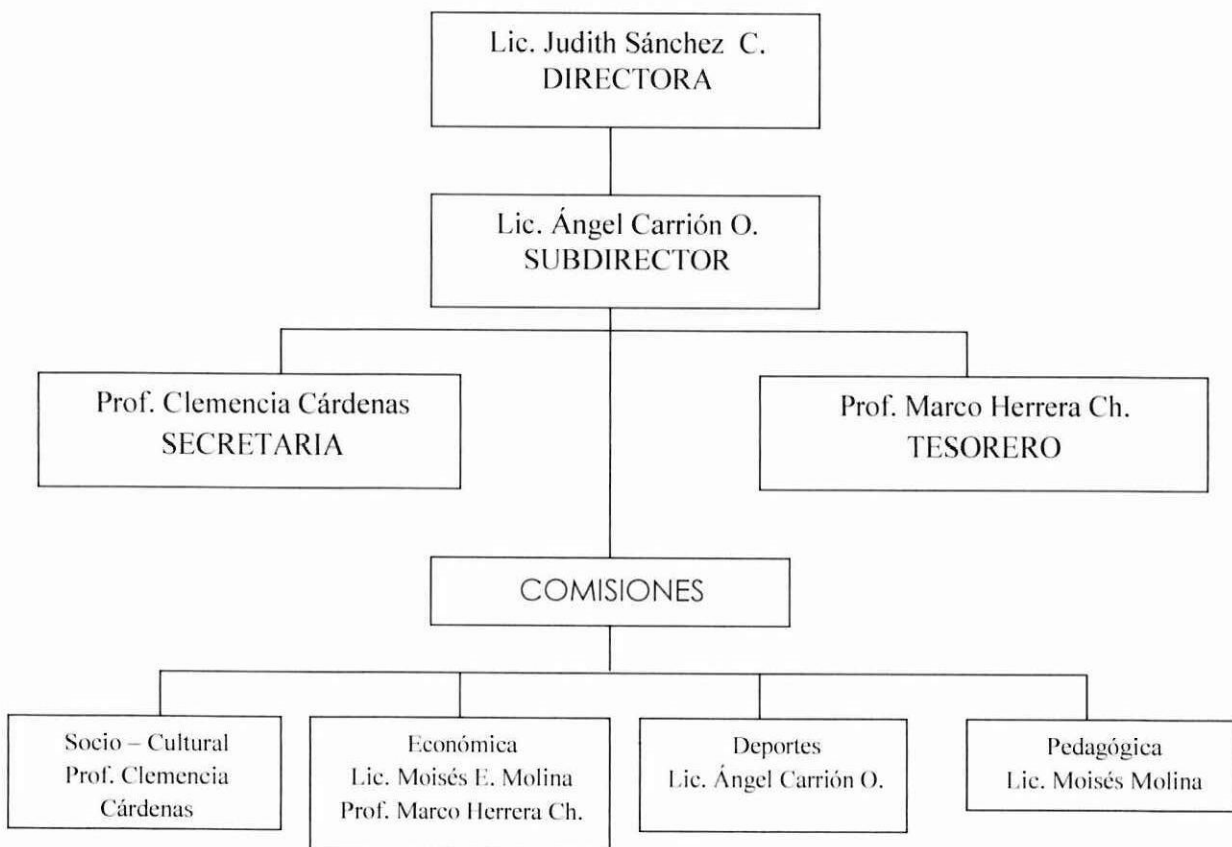 Lic. Judith Sánchez C.
DIRECTORA
Lic. Ángel Carrión O.
SUBDIRECTOR
Prof. Clemencia Cárdenas
SECRETARIA
Prof. Marco Herrera Ch.
TESORERO
COMISIONES
Socio – Cultural
Prof. Clemencia
Cárdenas
Económica
Lic. Moisés E. Molina
Prof. Marco Herrera Ch.
Deportes
Lic. Ángel Carrión O.
Pedagógica
Lic. Moisés Molina